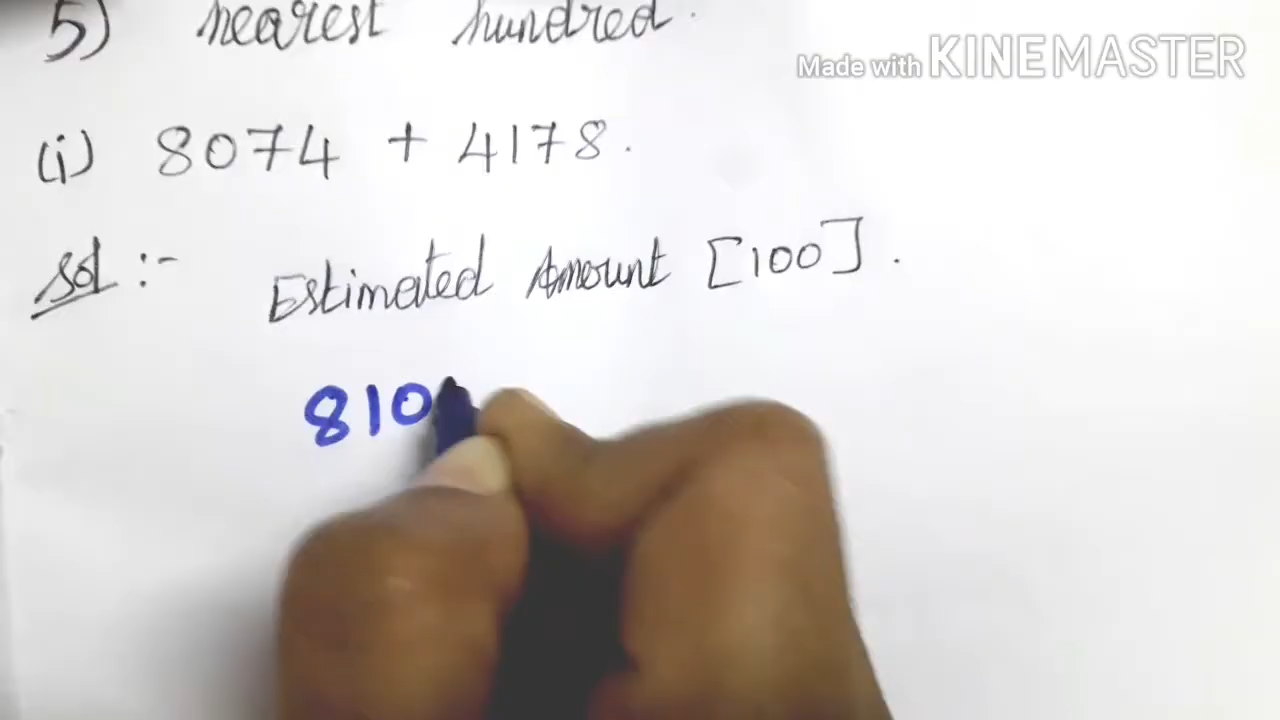 5) nearest hundred.
Made with KINEMASTER
(i) 8074 + 4178.
Sol :- Estimated Amount [100].
810